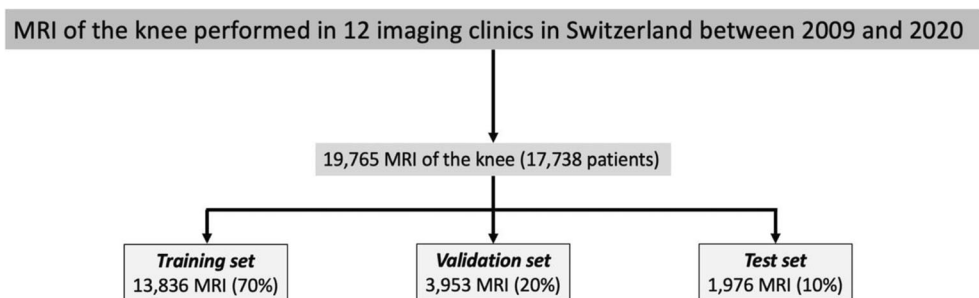 MRI of the knee performed in 12 imaging clinics in Switzerland between 2009 and 2020
19,765 MRI of the knee (17,738 patients)
Training set
13,836 MRI (70%)
Validation set
3,953 MRI (20%)
Test set
1,976 MRI (10%)